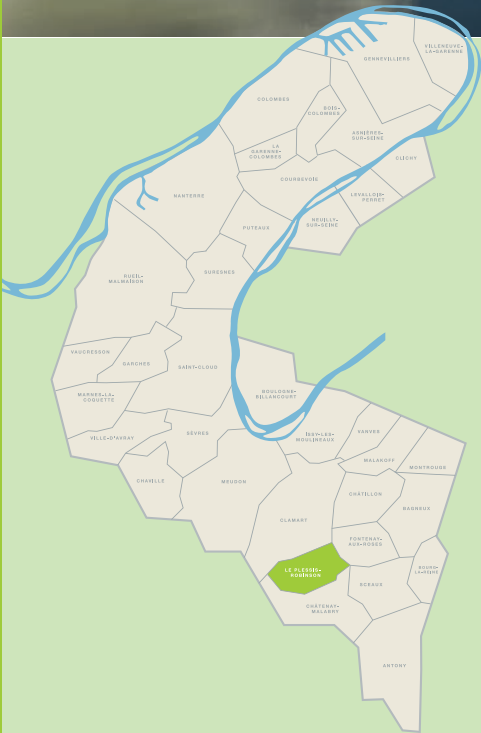 VILLENEUVE-
LA-GARENNE
GENNEVILLIERS
COLOMBES
BOIS-
COLOMBES
ASNIÈRES-
SUR-SEINE
LA
GARENNE-
COLOMBES
CLICHY
COURBEVOIE
NANTERRE
LEVALLOIS-
PERRET
NEUILLY-
SUR-SEINE
PUTEAUX
RUEIL-
MALMAISON
SURESNES
VAUCRESSON
GARCHES
SAINT-CLOUD
MARNES-LA-
COQUETTE
BOULOGNE-
BILLANCOURT
VILLE-D'AVRAY
SÈVRES
ISSY-LES-
MOULINEAUX
VANVES
MALAKOFF
MONTROUGE
CHAVILLE
MEUDON
CHÂTILLON
BAGNEUX
CLAMART
FONTENAY-
AUX-ROSES
LE PLESSIS-
ROBINSON
BOURG-
LA-REINE
SCEAUX
CHÂTENAY-
MALABRY
ANTONY